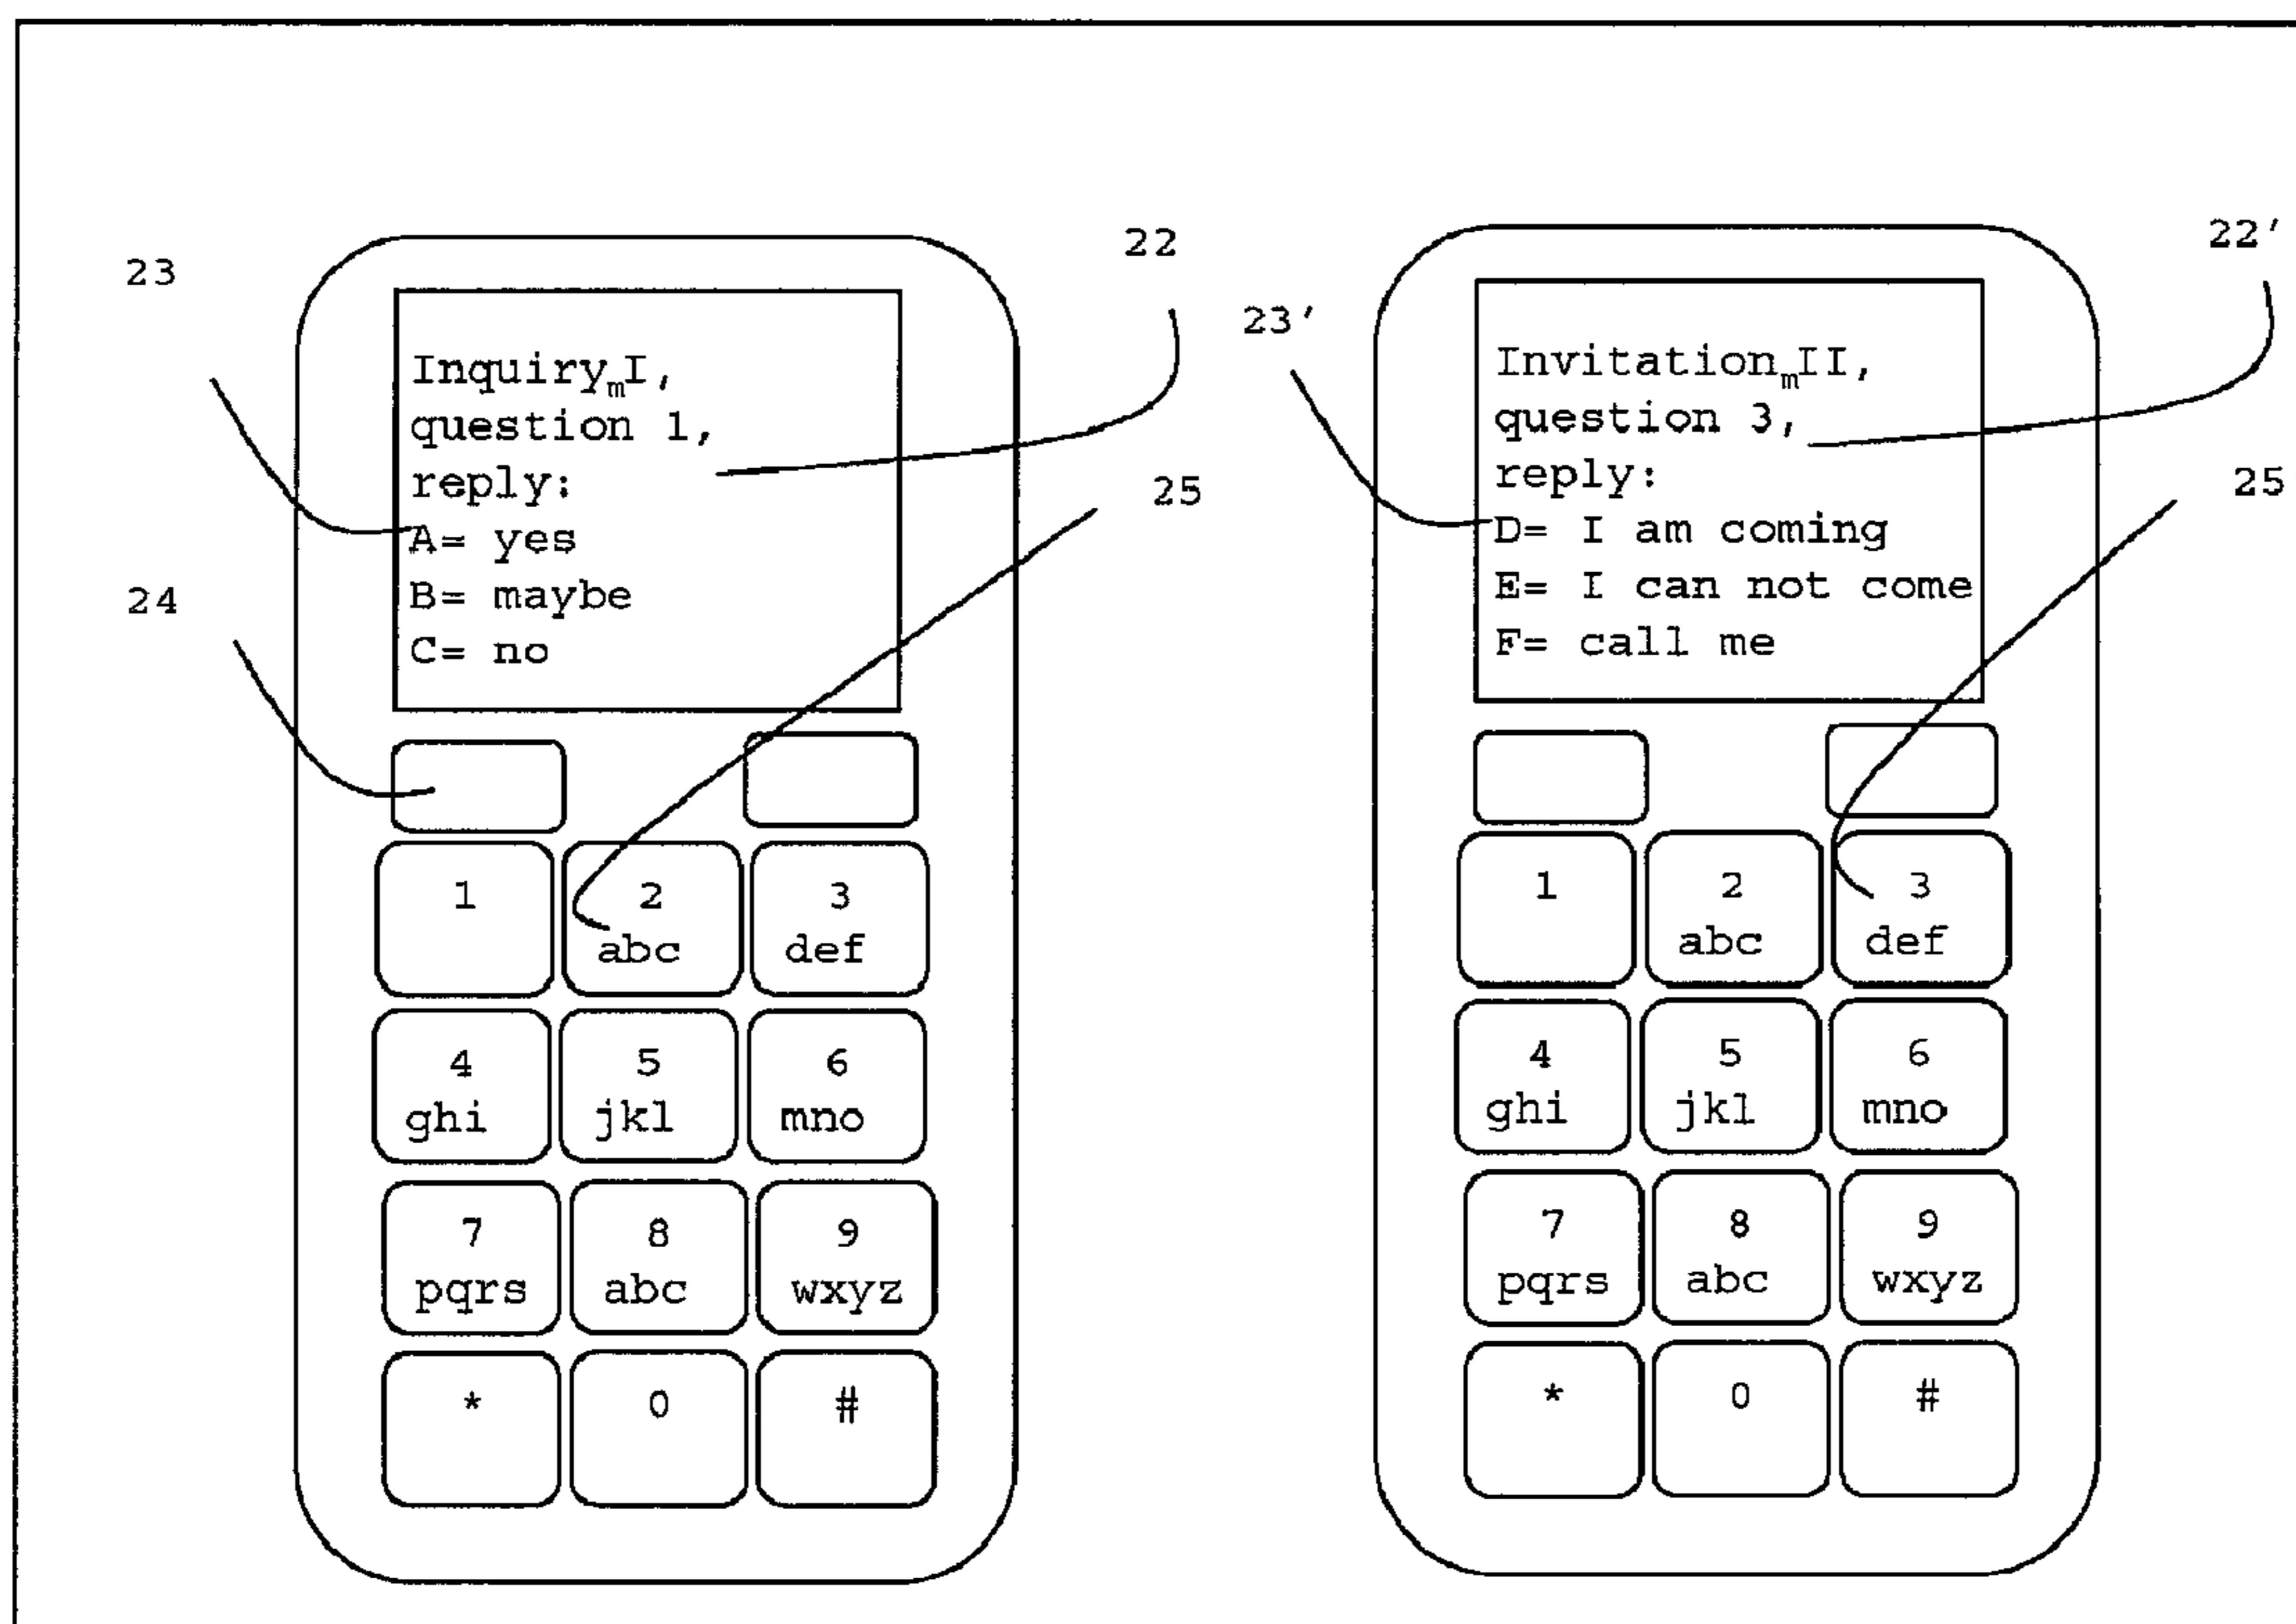 22
22'
23
23'
25
25
24
Inquiry_mI,
question 1,
reply:
A= yes
B= maybe
C= no
1
2
3
abc
def
4
5
6
ghi
jkl
mno
7
8
9
pqrs
abc
wxyz
*
0
#
Invitation_mII,
question 3,
reply:
D= I am coming
E= I can not come
F= call me
1
2
3
abc
def
4
5
6
ghi
jkl
mno
7
8
9
pqrs
abc
wxyz
*
0
#